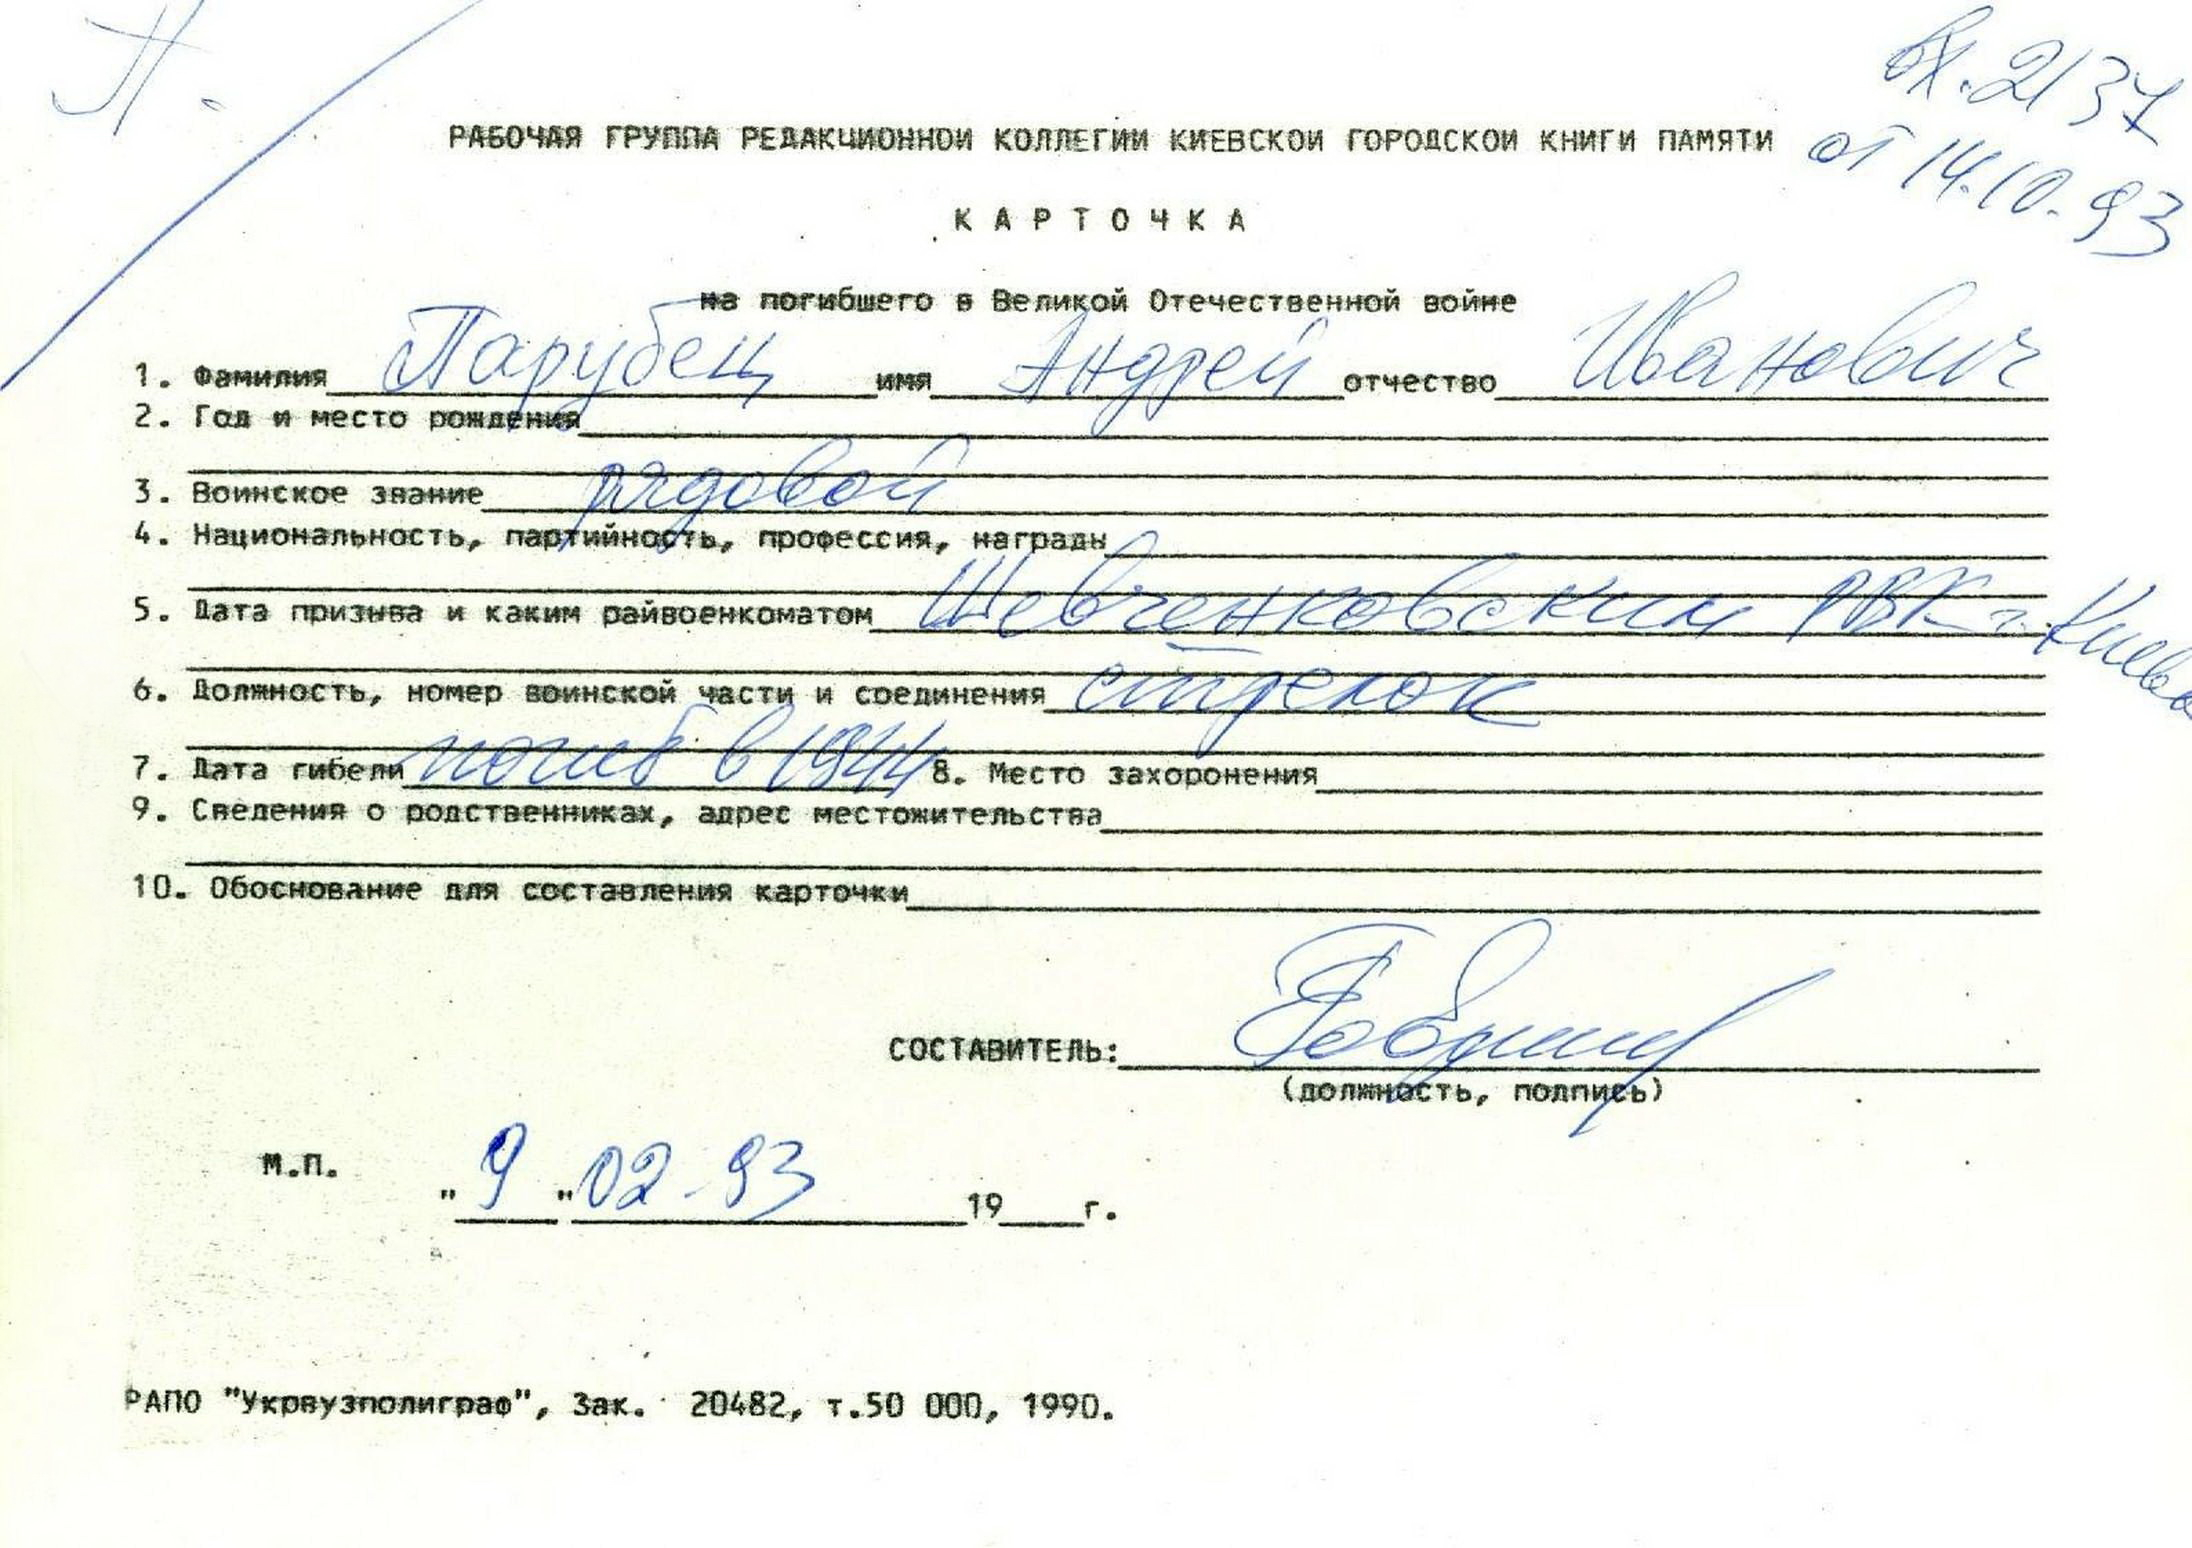 П.
вх. 2137
от 14.10.93
РАБОЧАЯ ГРУППА РЕДАКЦИОННОЙ КОЛЛЕГИИ КИЕВСКОЙ ГОРОДСКОЙ КНИГИ ПАМЯТИ
К А Р Т О Ч К А
на погибшего в Великой Отечественной войне
1. Фамилия Парубец имя Андрей отчество Иванович
2. Год и место рождения
3. Воинское звание рядовой
4. Национальность, партийность, профессия, награды
5. Дата призыва и каким райвоенкоматом Шевченковским РВК г. Киева
6. Должность, номер воинской части и соединения стрелок
7. Дата гибели погиб в 1944 8. Место захоронения
9. Сведения о родственниках, адрес местожительства
10. Обоснование для составления карточки
СОСТАВИТЕЛЬ:
(должность, подпись)
М.П.
"9" 02.93 19 г.
РАПО "Укрвузполиграф", Зак. 20482, т.50 000, 1990.